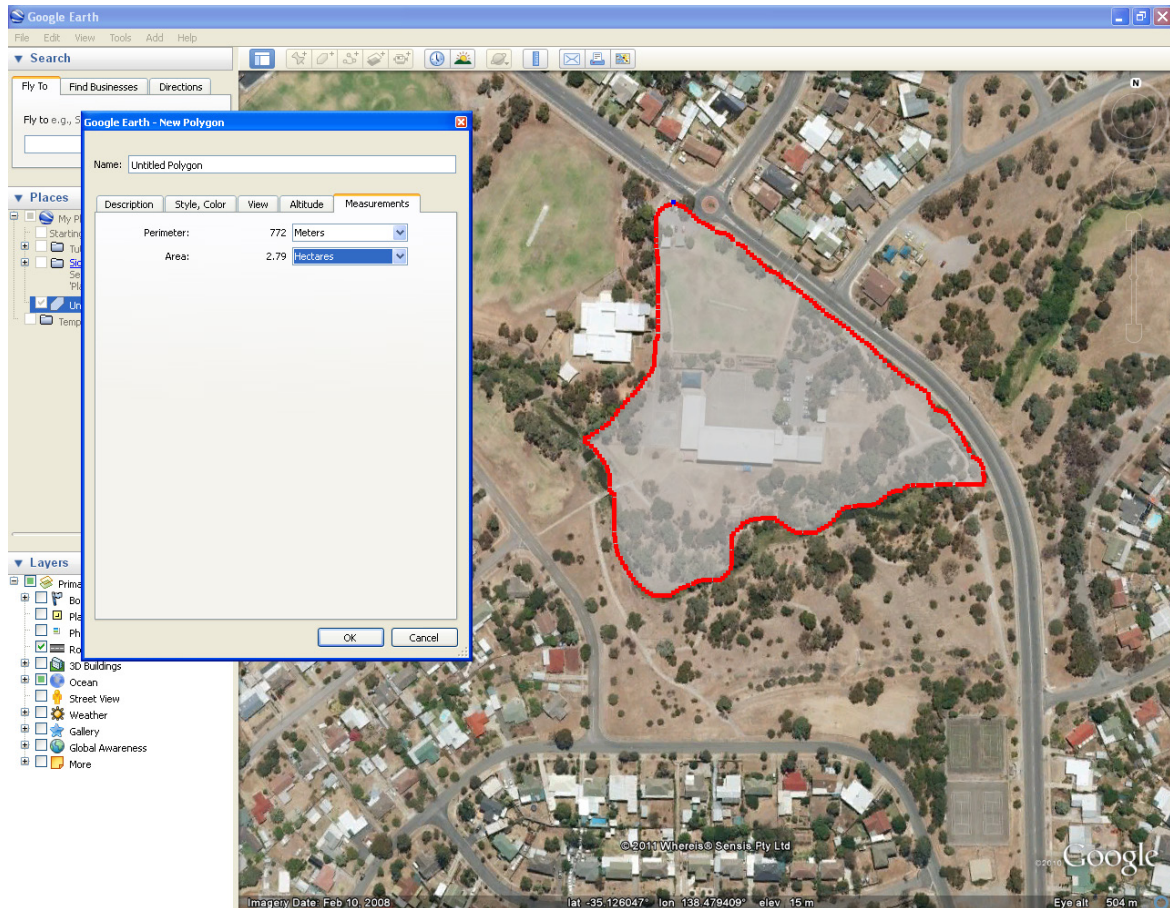 Google Earth
File Edit View Tools Add Help
Search
Fly To Find Businesses Directions
Fly to e.g., S
Google Earth - New Polygon
Name: Untitled Polygon
Description Style, Color View Altitude Measurements
Perimeter: 772 Meters
Area: 2.79 Hectares
OK Cancel
Places
My Pl
Starting
Tu
Sic
Se
'Pla
Un
Temp
Layers
Prima
Bo
Pla
Ph
Ro
3D Buildings
Ocean
Street View
Weather
Gallery
Global Awareness
More
N
© 2011 Whereis® Sensis Pty Ltd
©2010 Google
Imagery Date: Feb 10, 2008 lat -35.126047° lon 138.479409° elev 15 m Eye alt 504 m